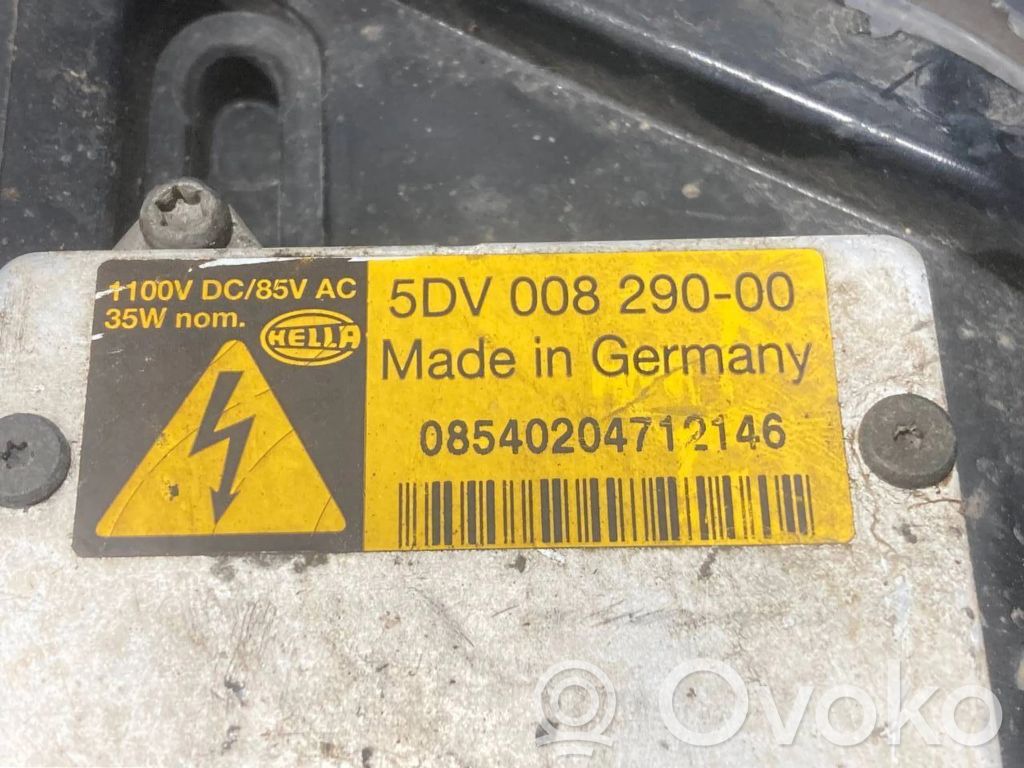 1100V DC/85V AC
35W nom.
HELLA
5DV 008 290-00
Made in Germany
08540204712146
Ovoko